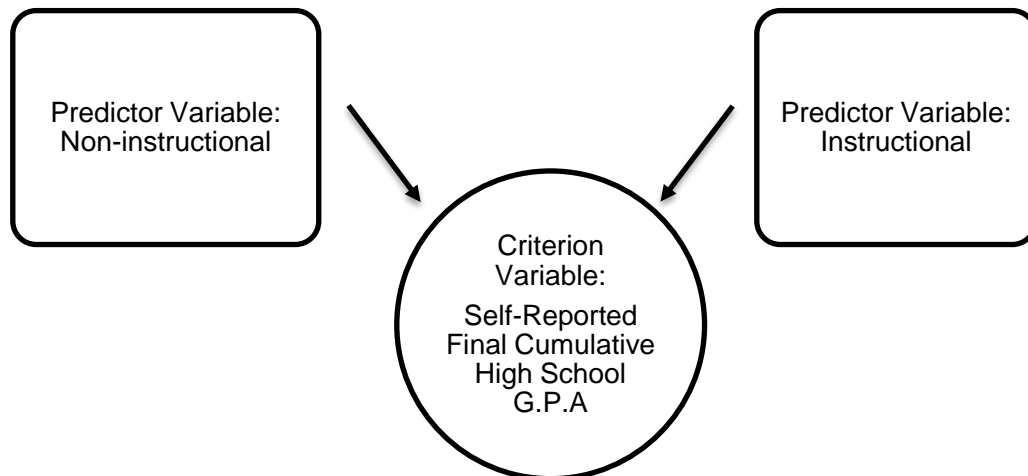 Predictor Variable:
Non-instructional
Predictor Variable:
Instructional
Criterion
Variable:
Self-Reported
Final Cumulative
High School
G.P.A